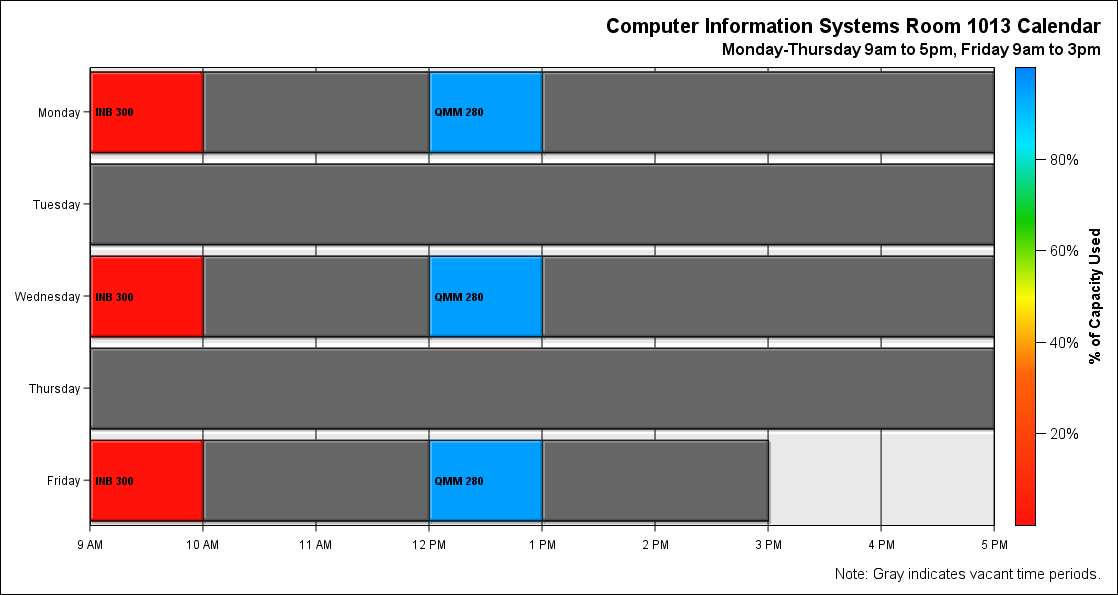 Computer Information Systems Room 1013 Calendar
Monday-Thursday 9am to 5pm, Friday 9am to 3pm
Monday
INB 300
QMM 280
Tuesday
Wednesday
INB 300
QMM 280
Thursday
Friday
INB 300
QMM 280
9 AM
10 AM
11 AM
12 PM
1 PM
2 PM
3 PM
4 PM
5 PM
80%
60%
40%
20%
% of Capacity Used
Note: Gray indicates vacant time periods.